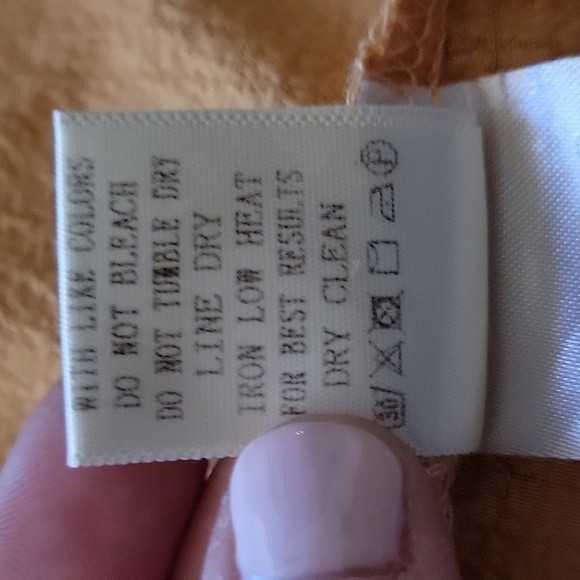 WITH LIKE COLORS
DO NOT BLEACH
DO NOT TUMBLE DRY
LINE DRY
IRON LOW HEAT
FOR BEST RESULTS
DRY CLEAN
30 P